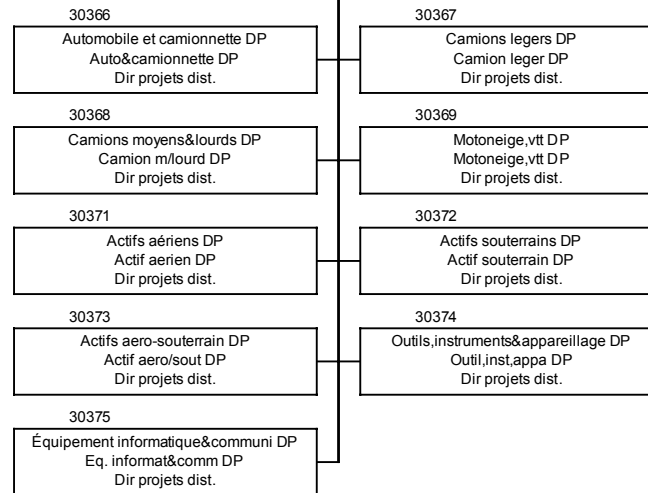 30366
Automobile et camionnette DP
Auto&camionnette DP
Dir projets dist.
30367
Camions legers DP
Camion leger DP
Dir projets dist.
30368
Camions moyens&lourds DP
Camion m/lourd DP
Dir projets dist.
30369
Motoneige,vtt DP
Motoneige,vtt DP
Dir projets dist.
30371
Actifs aériens DP
Actif aerien DP
Dir projets dist.
30372
Actifs souterrains DP
Actif souterrain DP
Dir projets dist.
30373
Actifs aero-souterrain DP
Actif aero/sout DP
Dir projets dist.
30374
Outils,instruments&appareillage DP
Outil,inst,appa DP
Dir projets dist.
30375
Équipement informatique&communi DP
Eq. informat&comm DP
Dir projets dist.